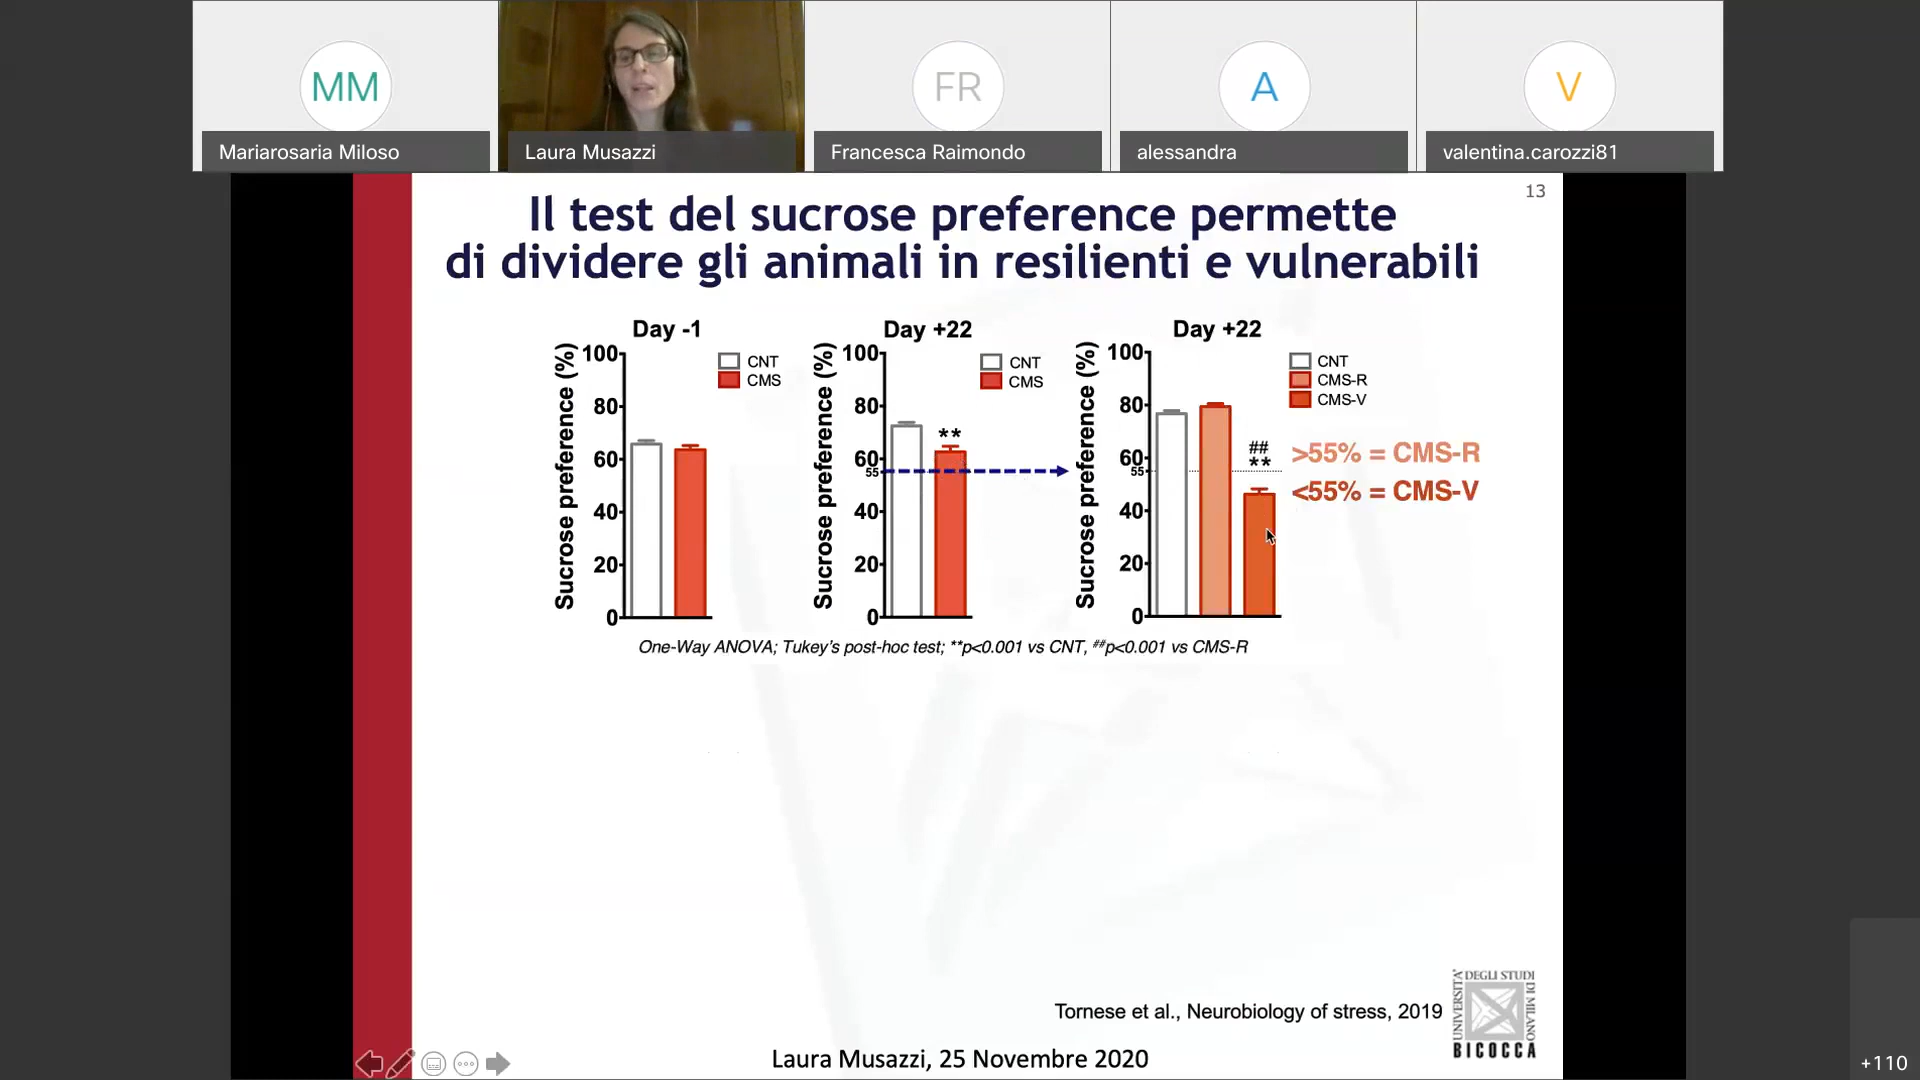 MM
Mariarosaria Miloso
Laura Musazzi
FR
Francesca Raimondo
A
alessandra
V
valentina.carozzi81
13
Il test del sucrose preference permette
di dividere gli animali in resilienti e vulnerabili
Day -1
Sucrose preference (%)
100
80
60
40
20
0
CNT
CMS
Day +22
Sucrose preference (%)
100
80
60
55
40
20
0
CNT
CMS
**
Day +22
Sucrose preference (%)
100
80
60
55
40
20
0
CNT
CMS-R
CMS-V
##
**
>55% = CMS-R
<55% = CMS-V
One-Way ANOVA; Tukey's post-hoc test; **p<0.001 vs CNT, ##p<0.001 vs CMS-R
Tornese et al., Neurobiology of stress, 2019
UNIVERSITA'
DEGLI STUDI
DI MILANO
BICOCCA
Laura Musazzi, 25 Novembre 2020
+110